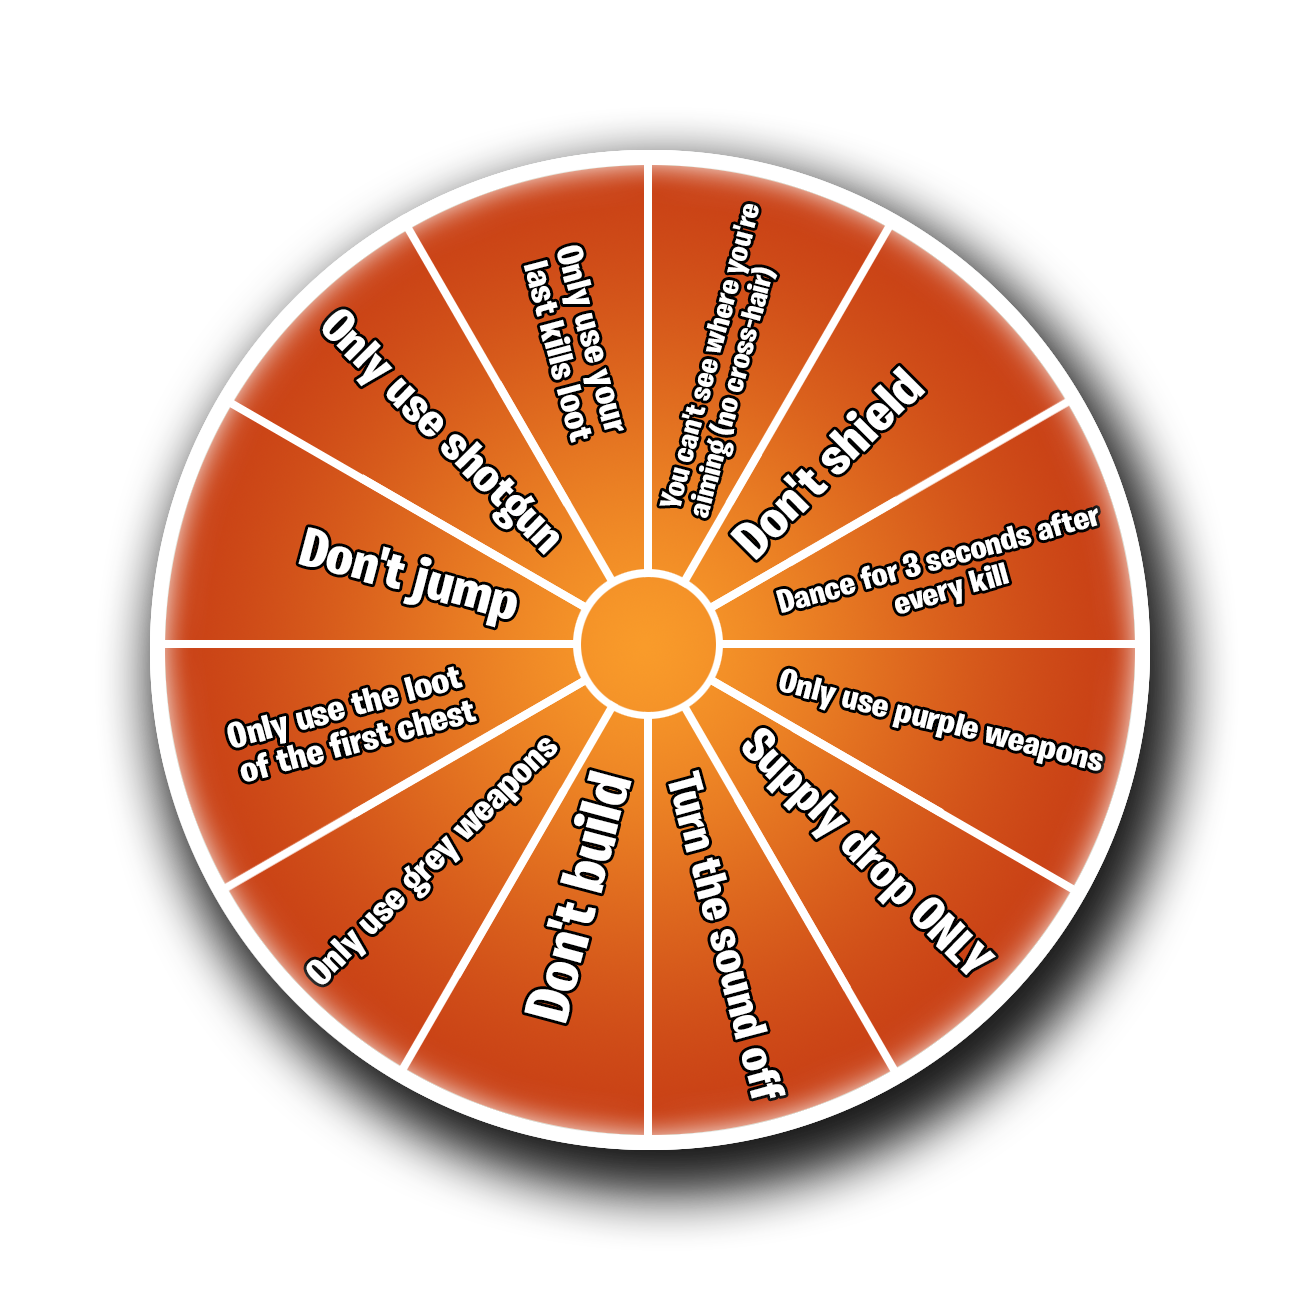 You can't see where you're
aiming (no cross-hair)
Don't shield
Dance for 3 seconds after
every kill
Only use purple weapons
Supply drop ONLY
Turn the sound off
Don't build
Only use grey weapons
Only use the loot
of the first chest
Don't jump
Only use shotgun
Only use your
last kills loot